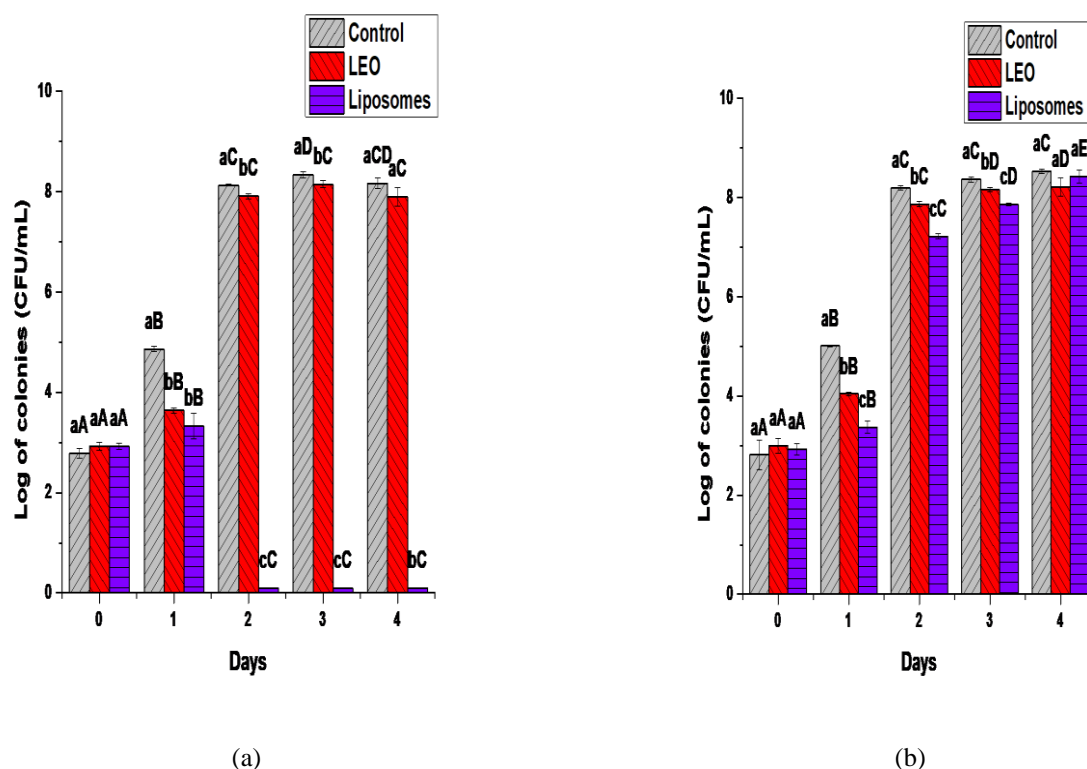 Control
LEO
Liposomes
Log of colonies (CFU/mL)
10
8
6
4
2
0
aA aA aA
aB bB bB
aC bC cC
aD bC cC
aCD aC bC
0 1 2 3 4
Days
(a)
Control
LEO
Liposomes
Log of colonies (CFU/mL)
10
8
6
4
2
0
aA aA aA
aB bB cB
aC bC cC
aC bD cD
aC aD aE
0 1 2 3 4
Days
(b)